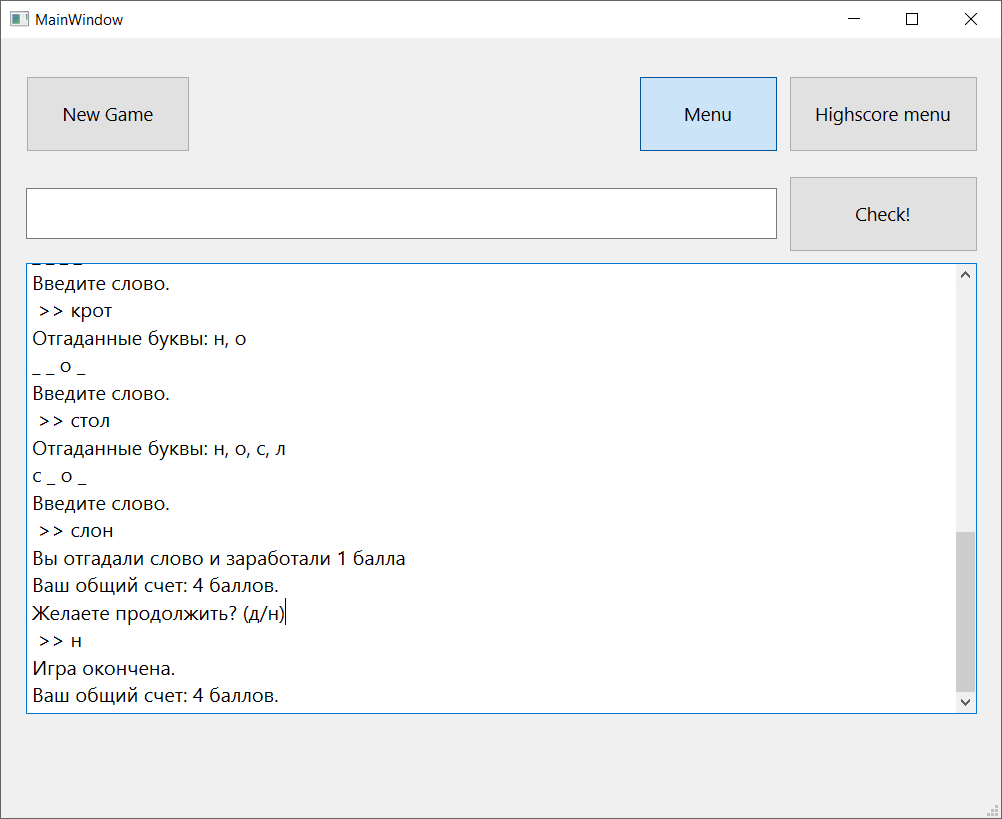 MainWindow
New Game
Menu
Highscore menu
Check!
_ _ _ _
Введите слово.
>> крот
Отгаданные буквы: н, о
_ _ о _
Введите слово.
>> стол
Отгаданные буквы: н, о, с, л
с _ о _
Введите слово.
>> слон
Вы отгадали слово и заработали 1 балла
Ваш общий счет: 4 баллов.
Желаете продолжить? (д/н)
>> н
Игра окончена.
Ваш общий счет: 4 баллов.